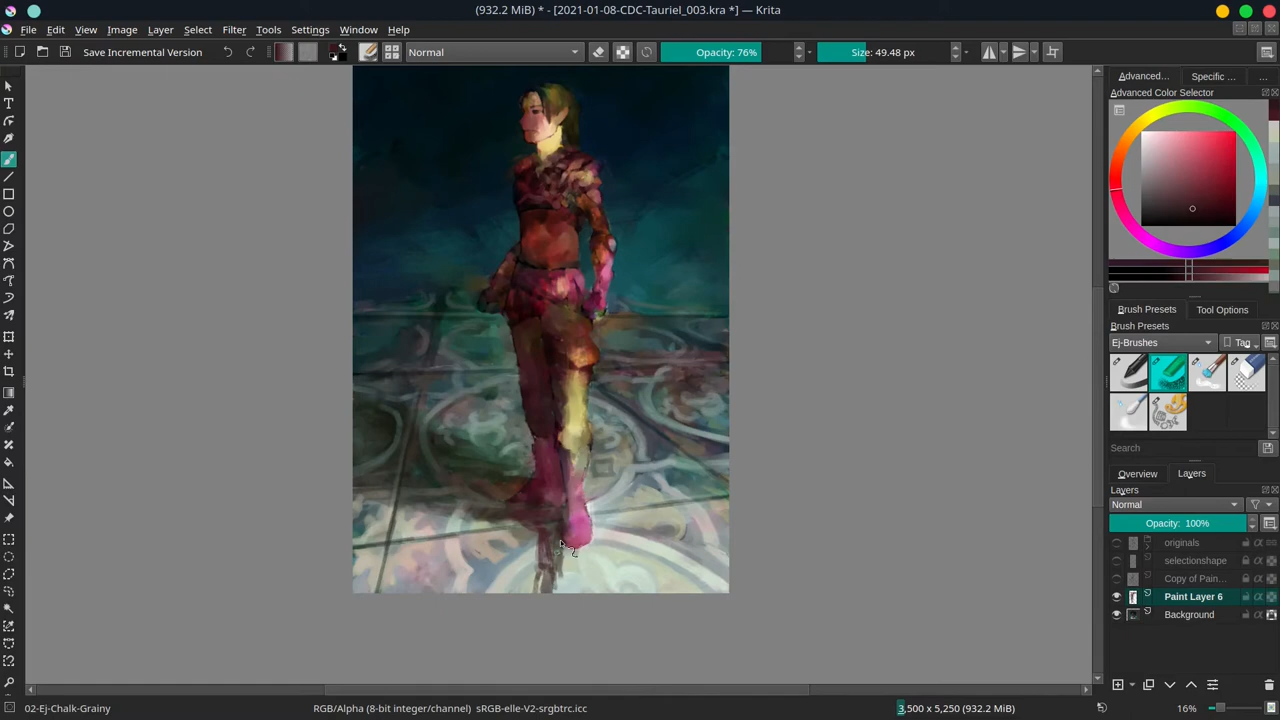 (932.2 MiB) * - [2021-01-08-CDC-Tauriel_003.kra *] — Krita
File Edit View Image Layer Select Filter Tools Settings Window Help
Save Incremental Version Normal Opacity: 76% Size: 49.48 px
Advanced... Specific ... ...
Advanced Color Selector
Brush Presets Tool Options
Brush Presets
Ej-Brushes Tag
Search
Overview Layers
Layers
Normal
Opacity: 100%
originals
selectionshape
Copy of Pain...
Paint Layer 6
Background
02-Ej-Chalk-Grainy RGB/Alpha (8-bit integer/channel) sRGB-elle-V2-srgbtrc.icc 3,500 x 5,250 (932.2 MiB) 16%